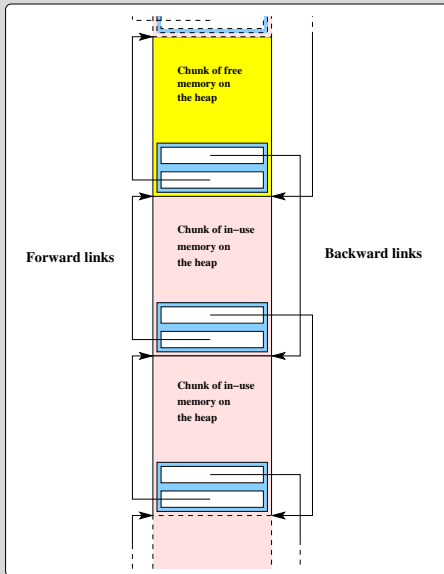 Chunk of free
memory on
the heap
Chunk of in-use
memory on
the heap
Forward links
Backward links
Chunk of in-use
memory on
the heap